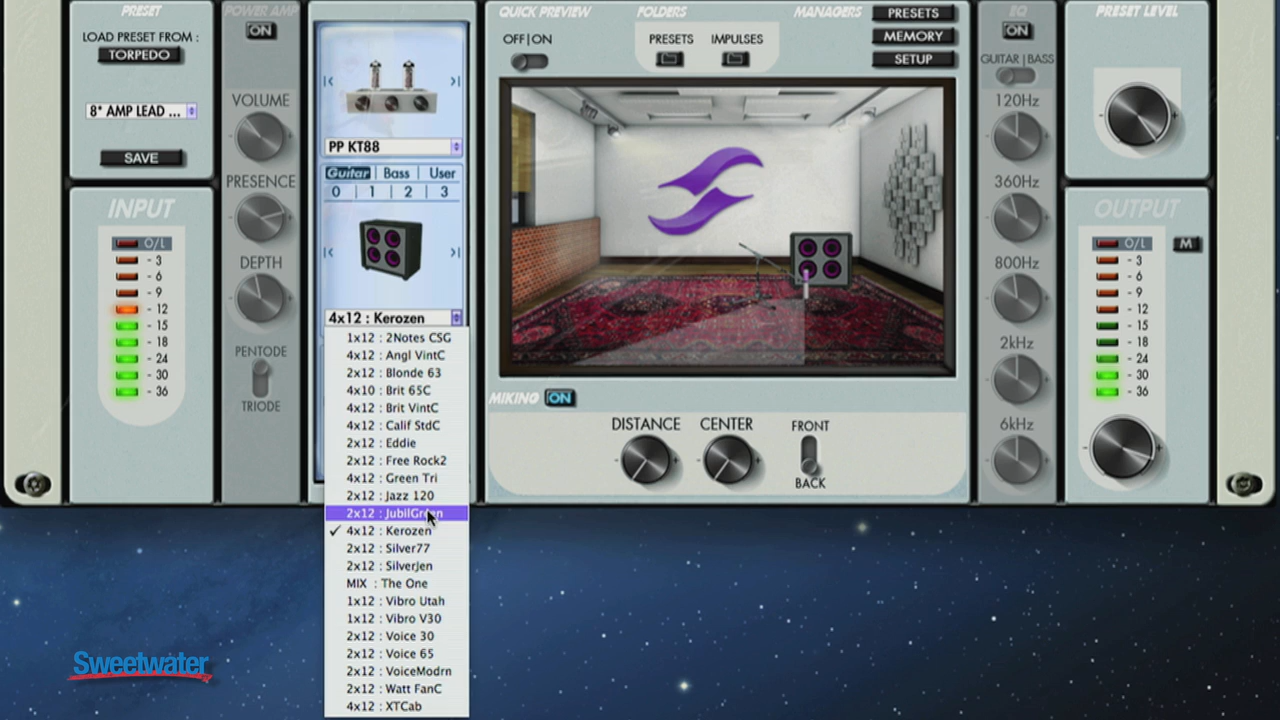 PRESET
LOAD PRESET FROM :
TORPEDO
8* AMP LEAD ...
SAVE
INPUT
O/L
- 3
- 6
- 9
- 12
- 15
- 18
- 24
- 30
- 36
POWER AMP
ON
VOLUME
PRESENCE
DEPTH
PENTODE
TRIODE
PP KT88
Guitar Bass User
0 | 1 | 2 | 3
4x12 : Kerozen
1x12 : 2Notes CSG
4x12 : Angl VintC
2x12 : Blonde 63
4x10 : Brit 65C
4x12 : Brit VintC
4x12 : Calif StdC
2x12 : Eddie
2x12 : Free Rock2
4x12 : Green Tri
2x12 : Jazz 120
2x12 : JubilGreen
✓ 4x12 : Kerozen
2x12 : Silver77
2x12 : SilverJen
MIX : The One
1x12 : Vibro Utah
1x12 : Vibro V30
2x12 : Voice 30
2x12 : Voice 65
2x12 : VoiceModrn
2x12 : Watt FanC
4x12 : XTCab
QUICK PREVIEW
OFF|ON
FOLDERS
PRESETS IMPULSES
MANAGERS
PRESETS
MEMORY
SETUP
MIKING ON
DISTANCE
CENTER
FRONT
BACK
EQ
ON
GUITAR|BASS
120Hz
360Hz
800Hz
2kHz
6kHz
PRESET LEVEL
OUTPUT
O/L
M
- 3
- 6
- 9
- 12
- 15
- 18
- 24
- 30
- 36
Sweetwater